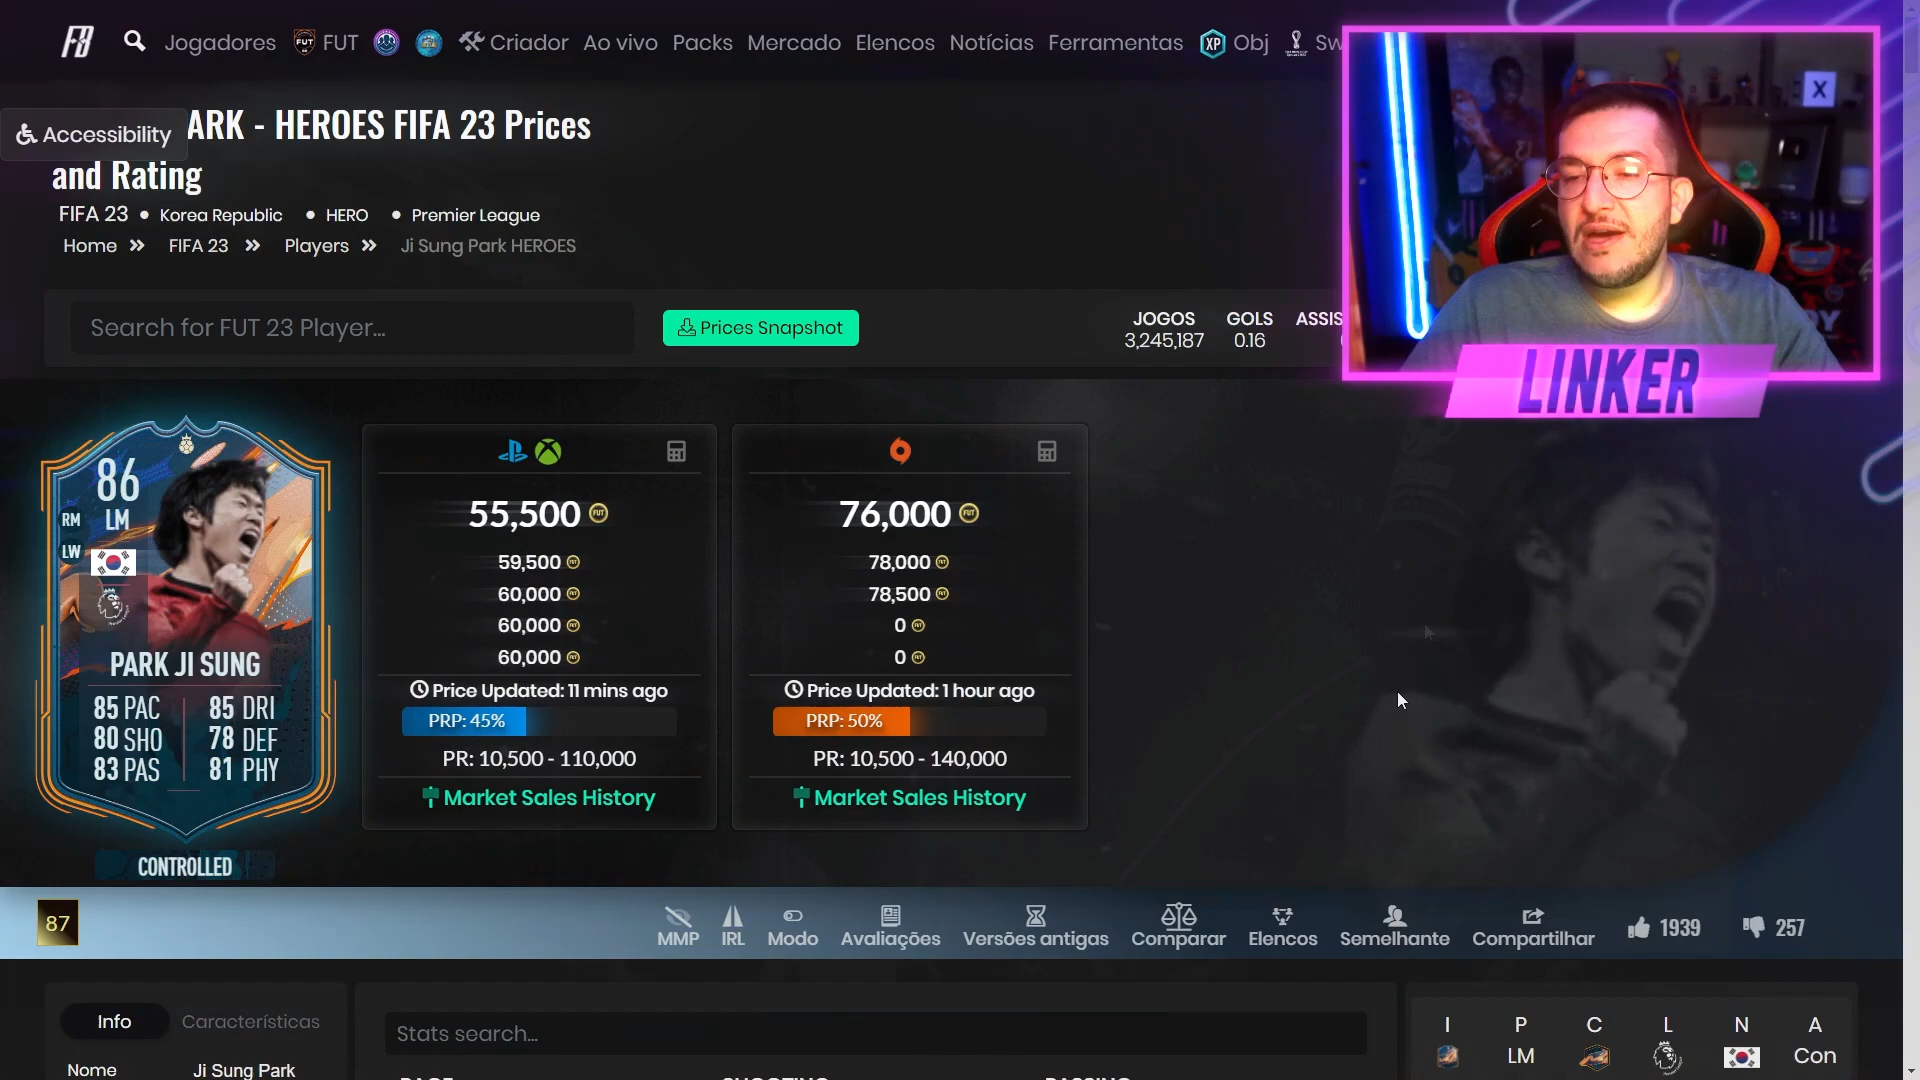 Jogadores FUT Criador Ao vivo Packs Mercado Elencos Notícias Ferramentas XP Obj Sw
X
Accessibility
ARK - HEROES FIFA 23 Prices
and Rating
FIFA 23 • Korea Republic • HERO • Premier League
Home » FIFA 23 » Players » Ji Sung Park HEROES
Search for FUT 23 Player...
Prices Snapshot
JOGOS GOLS ASSIS
3,245,187 0.16
LINKER
86
LM
RM
LW
PARK JI SUNG
85 PAC 85 DRI
80 SHO 78 DEF
83 PAS 81 PHY
CONTROLLED
55,500
59,500
60,000
60,000
60,000
Price Updated: 11 mins ago
PRP: 45%
PR: 10,500 - 110,000
Market Sales History
76,000
78,000
78,500
0
0
Price Updated: 1 hour ago
PRP: 50%
PR: 10,500 - 140,000
Market Sales History
87
MMP IRL Modo Avaliações Versões antigas Comparar Elencos Semelhante Compartilhar 1939 257
Info Características
Nome Ji Sung Park
Stats search...
I P C L N A
LM Con